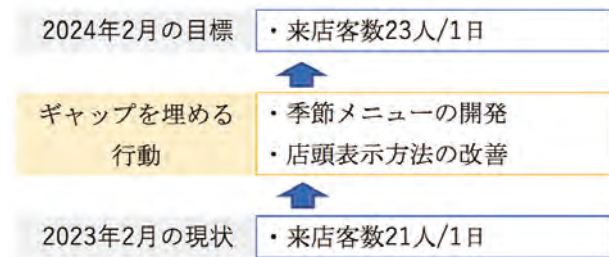 2024年2月の目標
・来店客数23人/1日
ギャップを埋める
行動
・季節メニューの開発
・店頭表示方法の改善
2023年2月の現状
・来店客数21人/1日